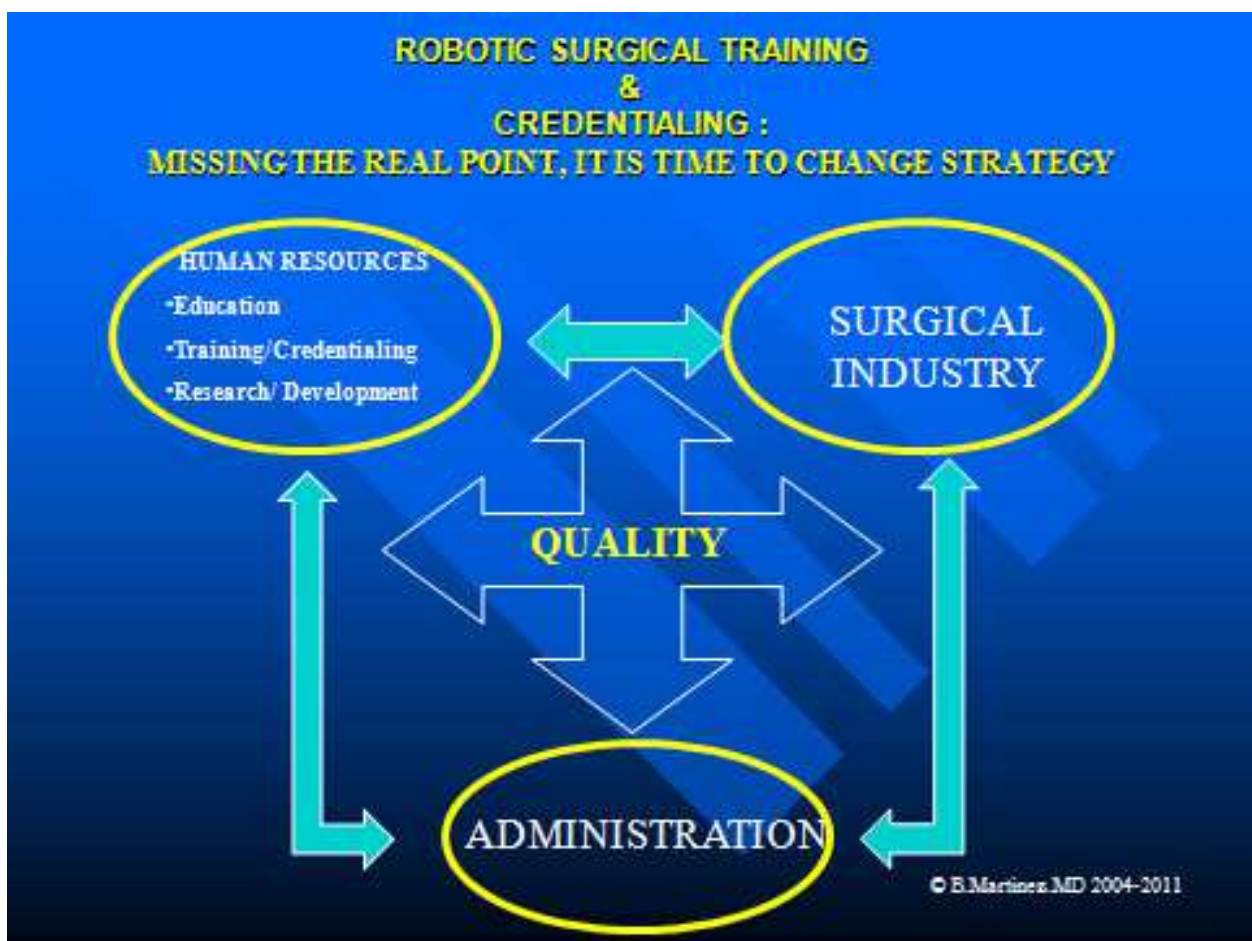 ROBOTIC SURGICAL TRAINING
&
CREDENTIALING :
MISSING THE REAL POINT, IT IS TIME TO CHANGE STRATEGY
HUMAN RESOURCES
•Education
•Training/Credentialing
•Research/ Development
SURGICAL
INDUSTRY
QUALITY
ADMINISTRATION
© B.Martinez.MD 2004-2011